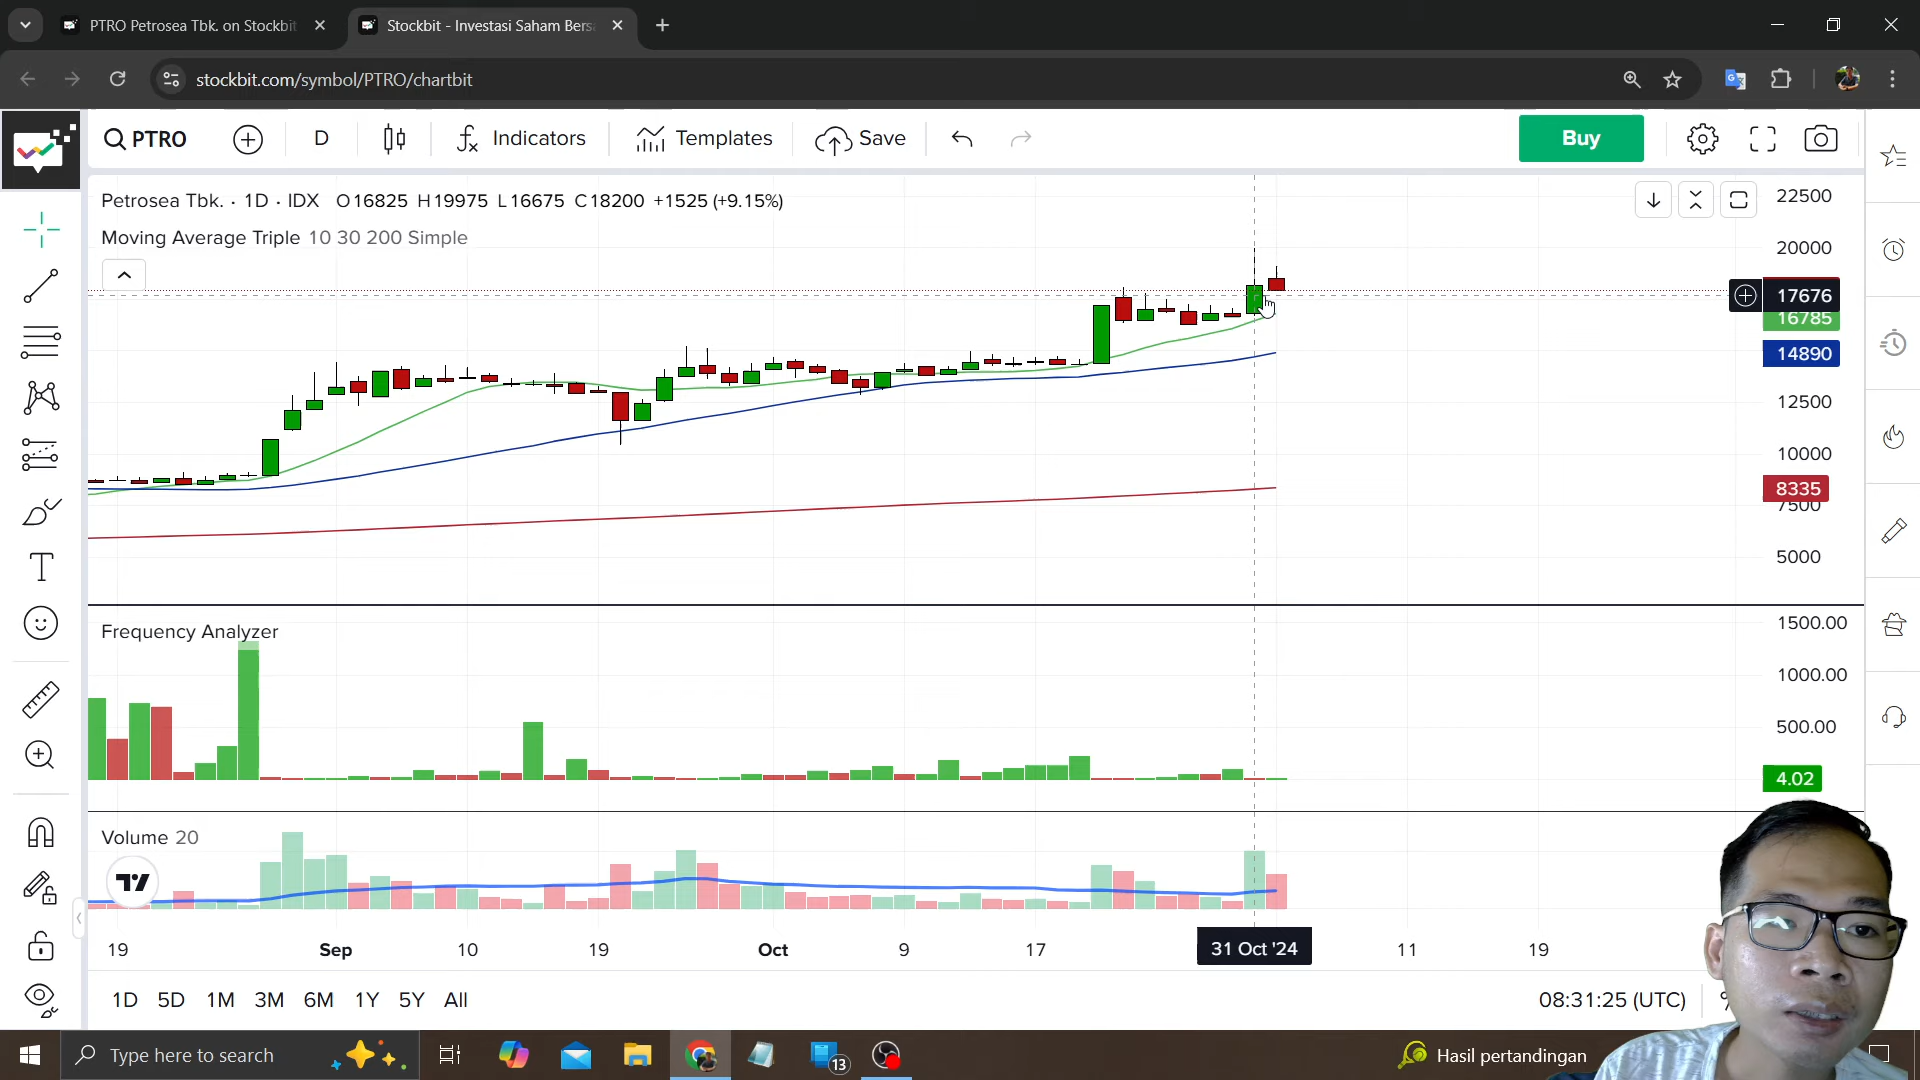 PTRO Petrosea Tbk. on Stockbit
Stockbit - Investasi Saham Bers
stockbit.com/symbol/PTRO/chartbit
PTRO
D
Indicators
Templates
Save
Buy
Petrosea Tbk. · 1D · IDX O16825 H19975 L16675 C18200 +1525 (+9.15%)
Moving Average Triple 10 30 200 Simple
22500
20000
17676
16785
14890
12500
10000
8335
7500
5000
Frequency Analyzer
1500.00
1000.00
500.00
4.02
Volume 20
19 Sep 10 19 Oct 9 17 31 Oct '24 11 19
1D 5D 1M 3M 6M 1Y 5Y All
08:31:25 (UTC)
Type here to search
13
Hasil pertandingan